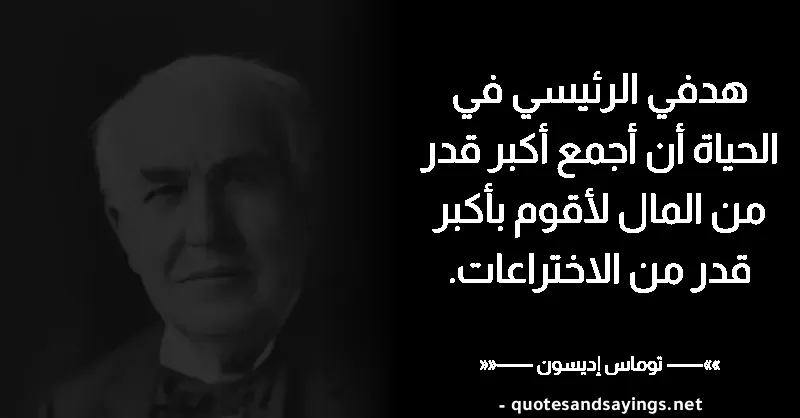 هدفي الرئيسي في
الحياة أن أجمع أكبر قدر
من المال لأقوم بأكبر
قدر من الاختراعات.
»»—— توماس إديسون ——««
- quotesandsayings.net